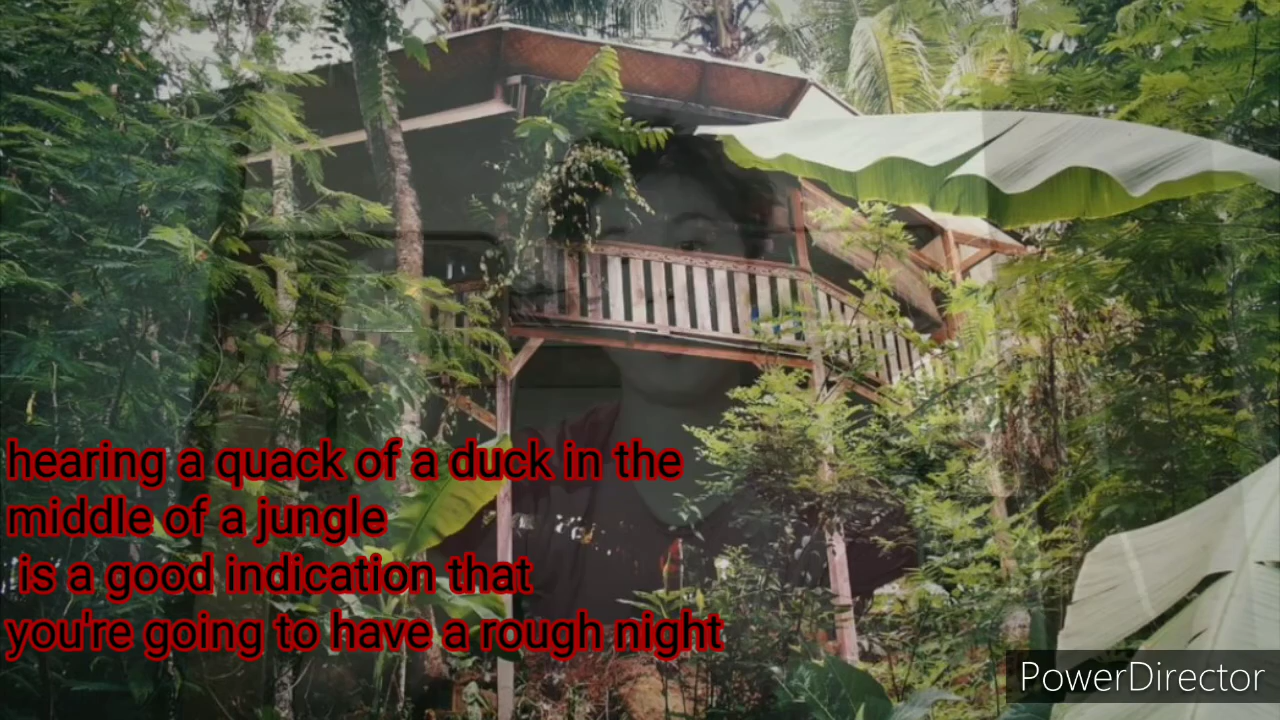 hearing a quack of a duck in the
middle of a jungle
is a good indication that
you're going to have a rough night
PowerDirector